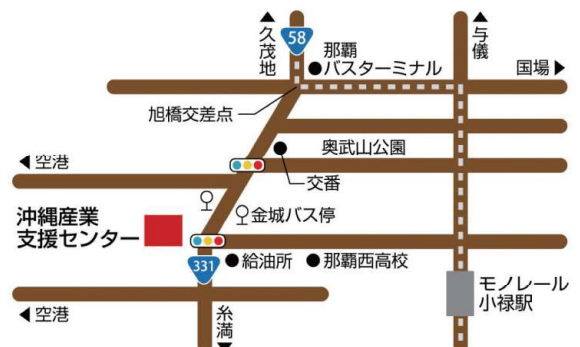 久茂地
58
那覇
バスターミナル
与儀
国場
旭橋交差点
空港
奥武山公園
交番
沖縄産業
支援センター
金城バス停
331
給油所
那覇西高校
モノレール
小禄駅
空港
糸満